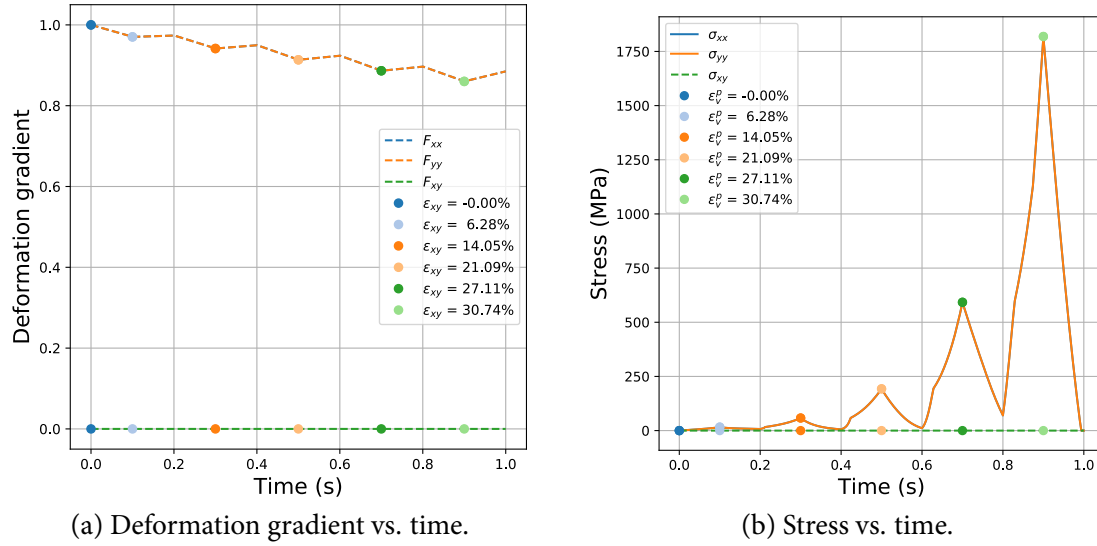 1.0
0.8
0.6
0.4
0.2
0.0
Deformation gradient
F_xx
F_yy
F_xy
ε_xy = -0.00%
ε_xy = 6.28%
ε_xy = 14.05%
ε_xy = 21.09%
ε_xy = 27.11%
ε_xy = 30.74%
0.0 0.2 0.4 0.6 0.8 1.0
Time (s)
(a) Deformation gradient vs. time.
1750
1500
1250
1000
750
500
250
0
Stress (MPa)
σ_xx
σ_yy
σ_xy
ε_v^p = -0.00%
ε_v^p = 6.28%
ε_v^p = 14.05%
ε_v^p = 21.09%
ε_v^p = 27.11%
ε_v^p = 30.74%
0.0 0.2 0.4 0.6 0.8 1.0
Time (s)
(b) Stress vs. time.